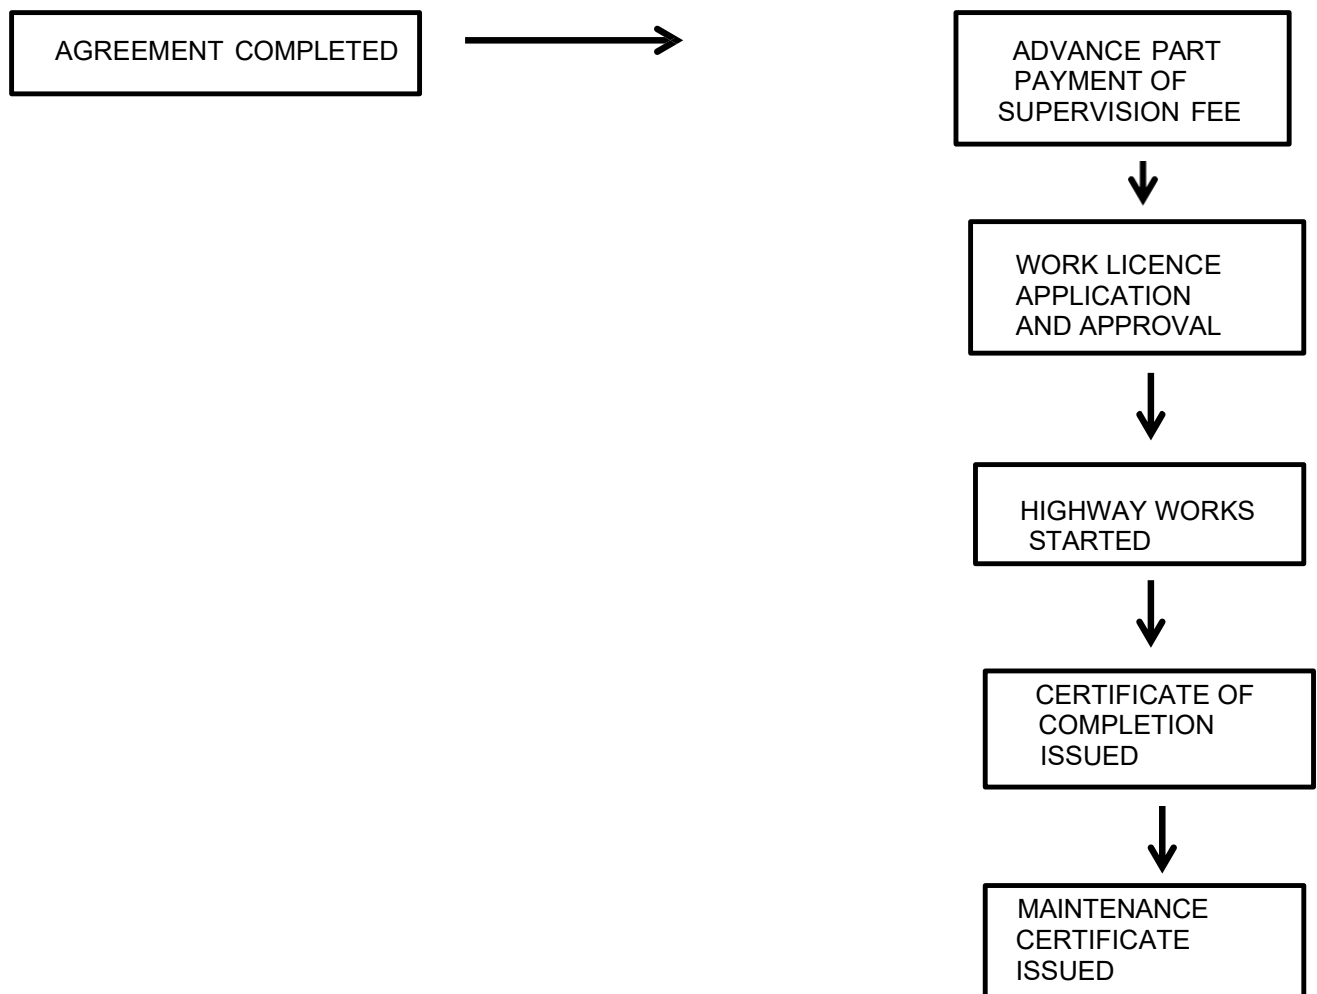 AGREEMENT COMPLETED
ADVANCE PART
PAYMENT OF
SUPERVISION FEE
WORK LICENCE
APPLICATION
AND APPROVAL
HIGHWAY WORKS
STARTED
CERTIFICATE OF
COMPLETION
ISSUED
MAINTENANCE
CERTIFICATE
ISSUED